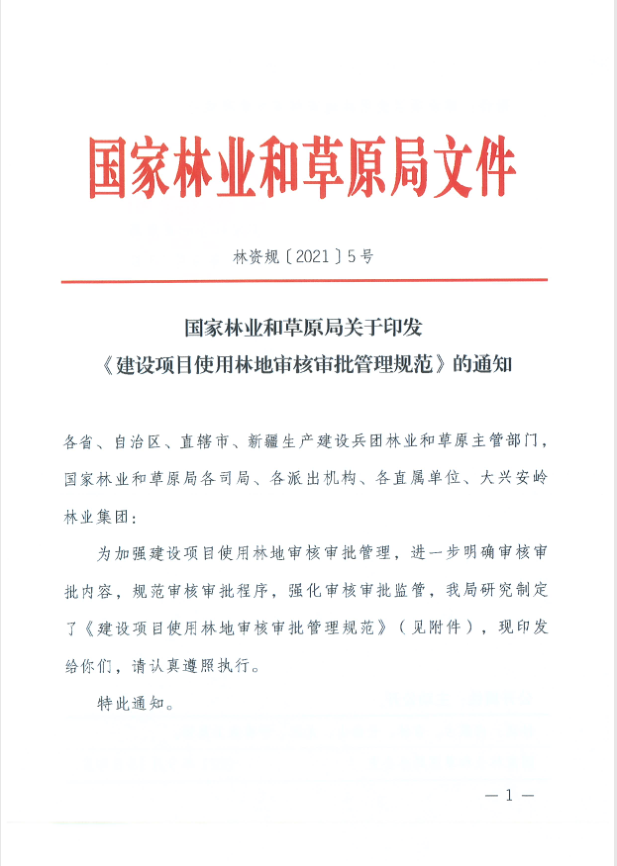 国家林业和草原局文件
林资规〔2021〕5号
国家林业和草原局关于印发
《建设项目使用林地审核审批管理规范》的通知
各省、自治区、直辖市、新疆生产建设兵团林业和草原主管部门，
国家林业和草原局各司局、各派出机构、各直属单位、大兴安岭
林业集团：
为加强建设项目使用林地审核审批管理，进一步明确审核审
批内容，规范审核审批程序，强化审核审批监管，我局研究制定
了《建设项目使用林地审核审批管理规范》（见附件），现印发
给你们，请认真遵照执行。
特此通知。
— 1 —